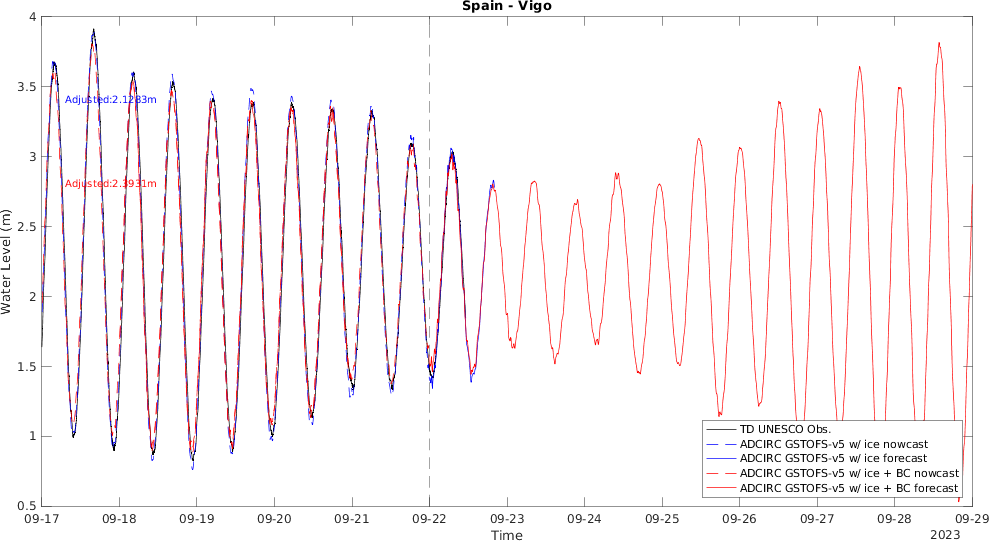 Spain - Vigo
4
3.5
3
2.5
2
1.5
1
0.5
Water Level (m)
Adjusted:2.1283m
Adjusted:2.3931m
TD UNESCO Obs.
ADCIRC GSTOFS-v5 w/ ice nowcast
ADCIRC GSTOFS-v5 w/ ice forecast
ADCIRC GSTOFS-v5 w/ ice + BC nowcast
ADCIRC GSTOFS-v5 w/ ice + BC forecast
09-17 09-18 09-19 09-20 09-21 09-22 09-23 09-24 09-25 09-26 09-27 09-28 09-29
Time
2023